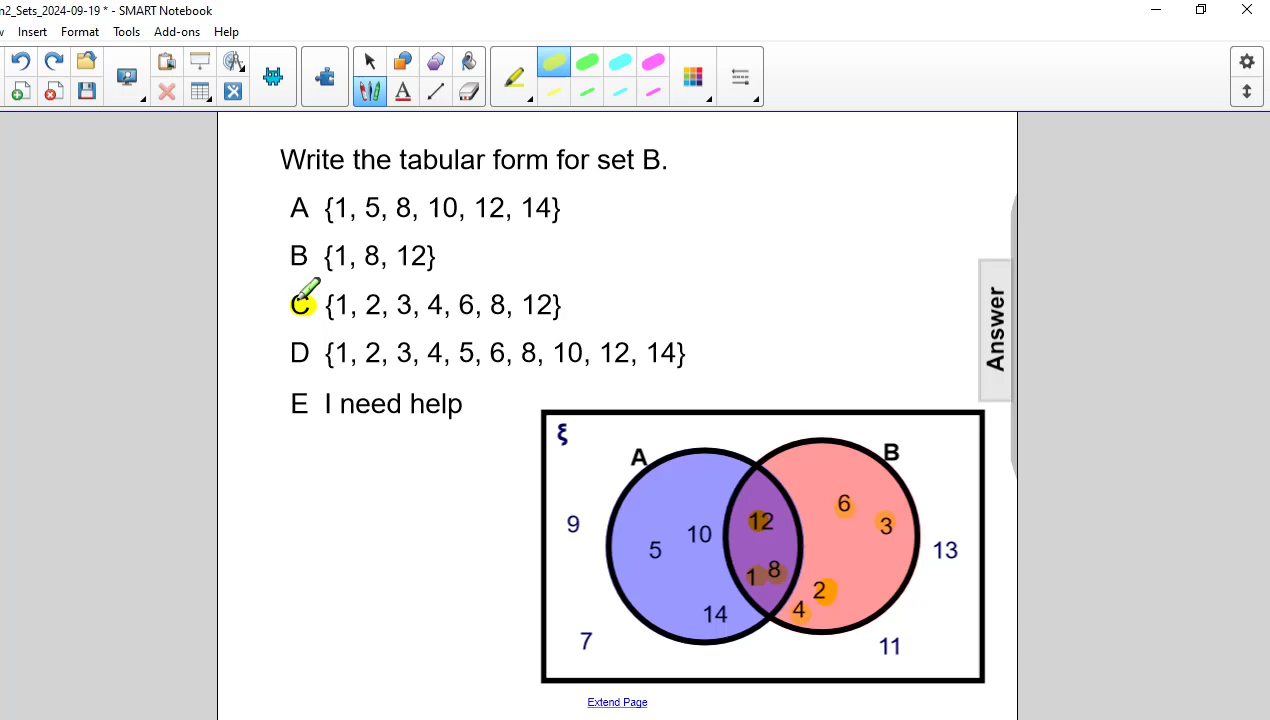 n2_Sets_2024-09-19 * - SMART Notebook
Insert Format Tools Add-ons Help
Write the tabular form for set B.
A {1, 5, 8, 10, 12, 14}
B {1, 8, 12}
C {1, 2, 3, 4, 6, 8, 12}
D {1, 2, 3, 4, 5, 6, 8, 10, 12, 14}
E I need help
Answer
ξ
A
B
9
5
10
12
6
3
13
1
8
2
4
14
7
11
Extend Page